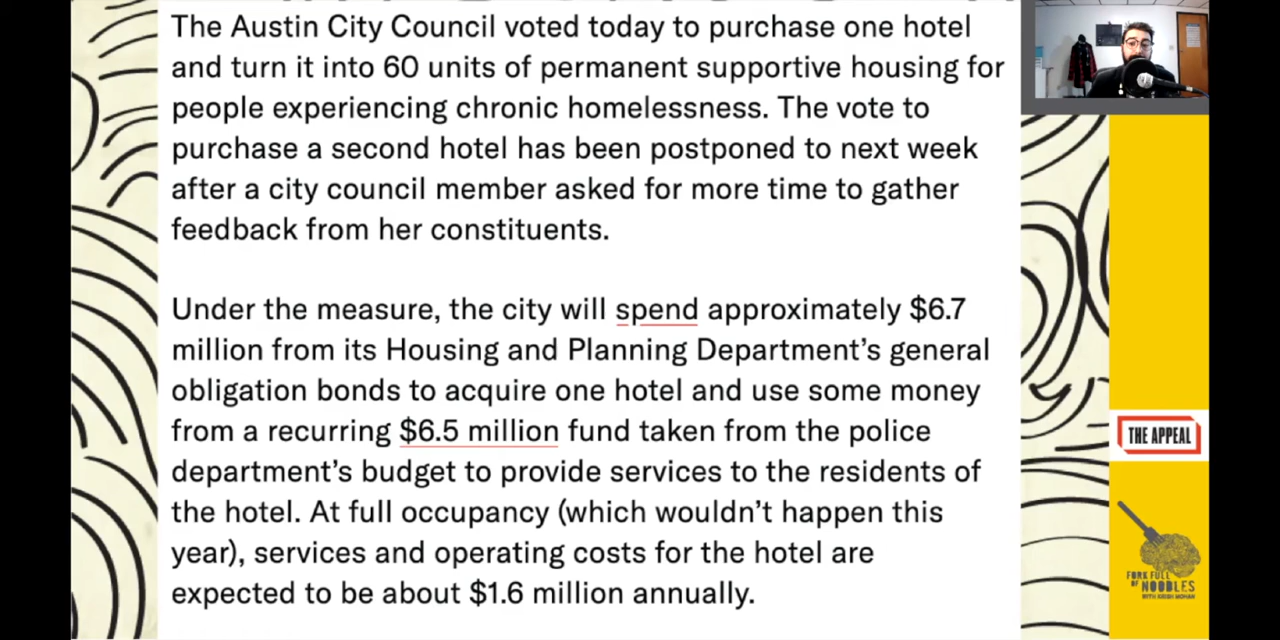 The Austin City Council voted today to purchase one hotel
and turn it into 60 units of permanent supportive housing for
people experiencing chronic homelessness. The vote to
purchase a second hotel has been postponed to next week
after a city council member asked for more time to gather
feedback from her constituents.
Under the measure, the city will spend approximately $6.7
million from its Housing and Planning Department's general
obligation bonds to acquire one hotel and use some money
from a recurring $6.5 million fund taken from the police
department's budget to provide services to the residents of
the hotel. At full occupancy (which wouldn't happen this
year), services and operating costs for the hotel are
expected to be about $1.6 million annually.
THE APPEAL
FORK FULL
OF NOODLES
WITH KRISH MOHAN